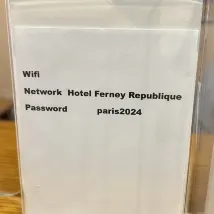 Wifi
Network Hotel Ferney Republique
Password paris2024